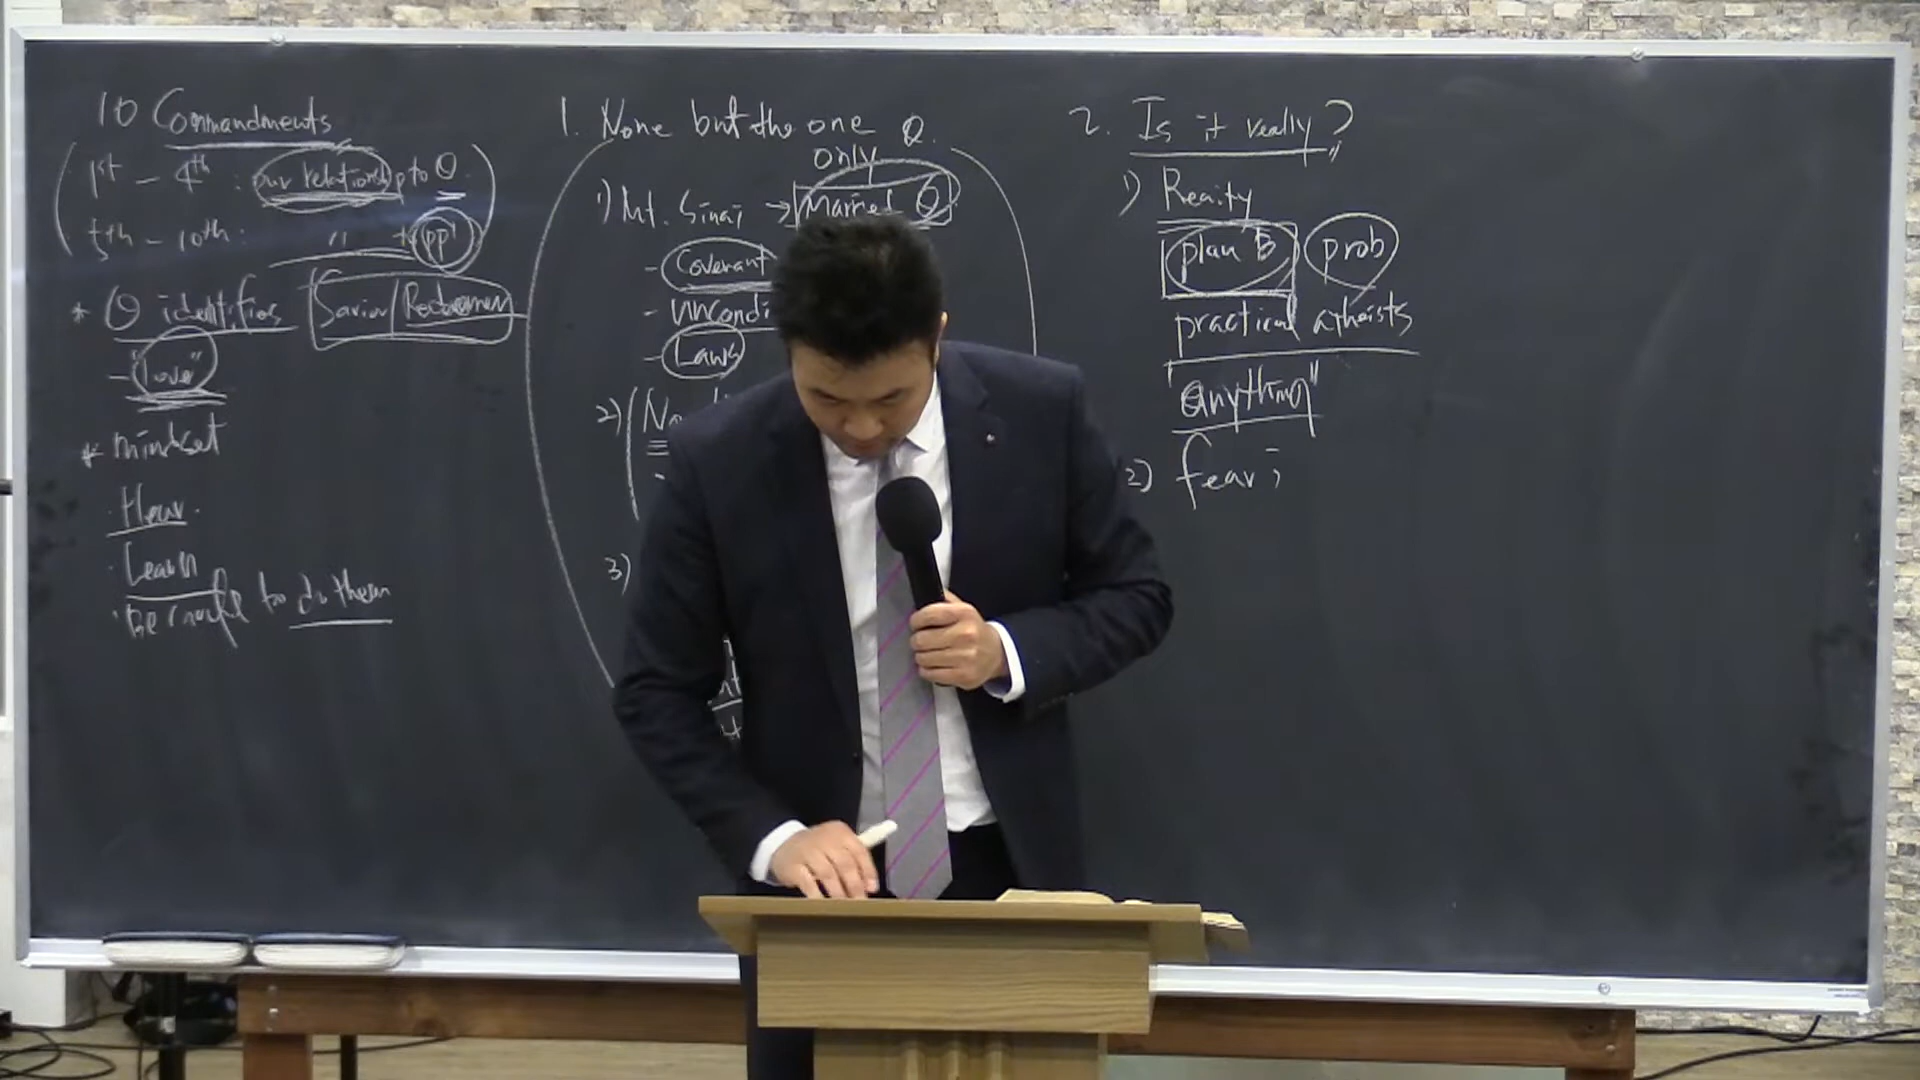 10 Commandments
1st - 4th : our relationship to θ
5th - 10th : " to ppl
* θ identifies Savior/Redeemer
- "love"
* mindset
· Hear.
· Learn
· Be careful to do them
1. None but the one θ.
only
1) Mt. Sinai → Married θ
- Covenant
- uncondi
- Laws
2) No
3)
2. Is it really?"
1) Reaity
plan B prob
practical atheists
"anything"
2) fear ;